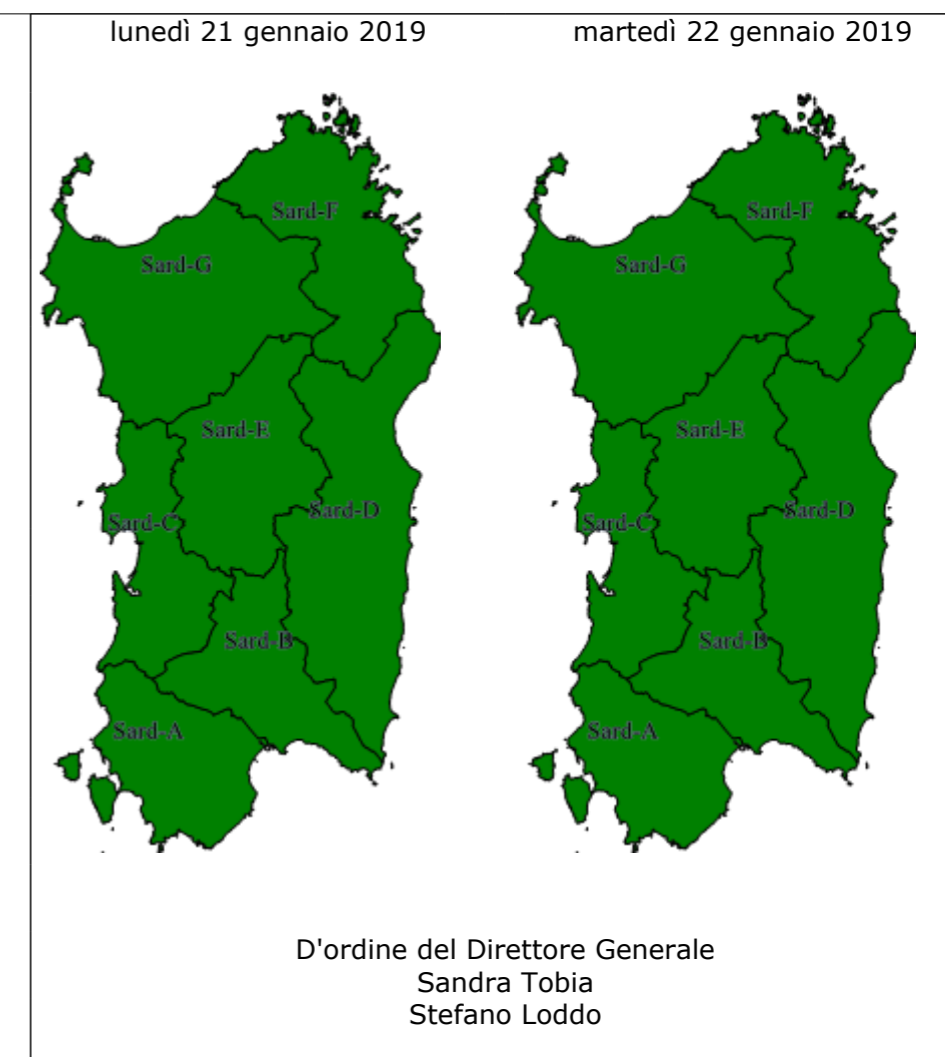 lunedì 21 gennaio 2019
martedì 22 gennaio 2019
Sard-F
Sard-G
Sard-E
Sard-D
Sard-C
Sard-B
Sard-A
Sard-F
Sard-G
Sard-E
Sard-D
Sard-C
Sard-B
Sard-A
D'ordine del Direttore Generale
Sandra Tobia
Stefano Loddo